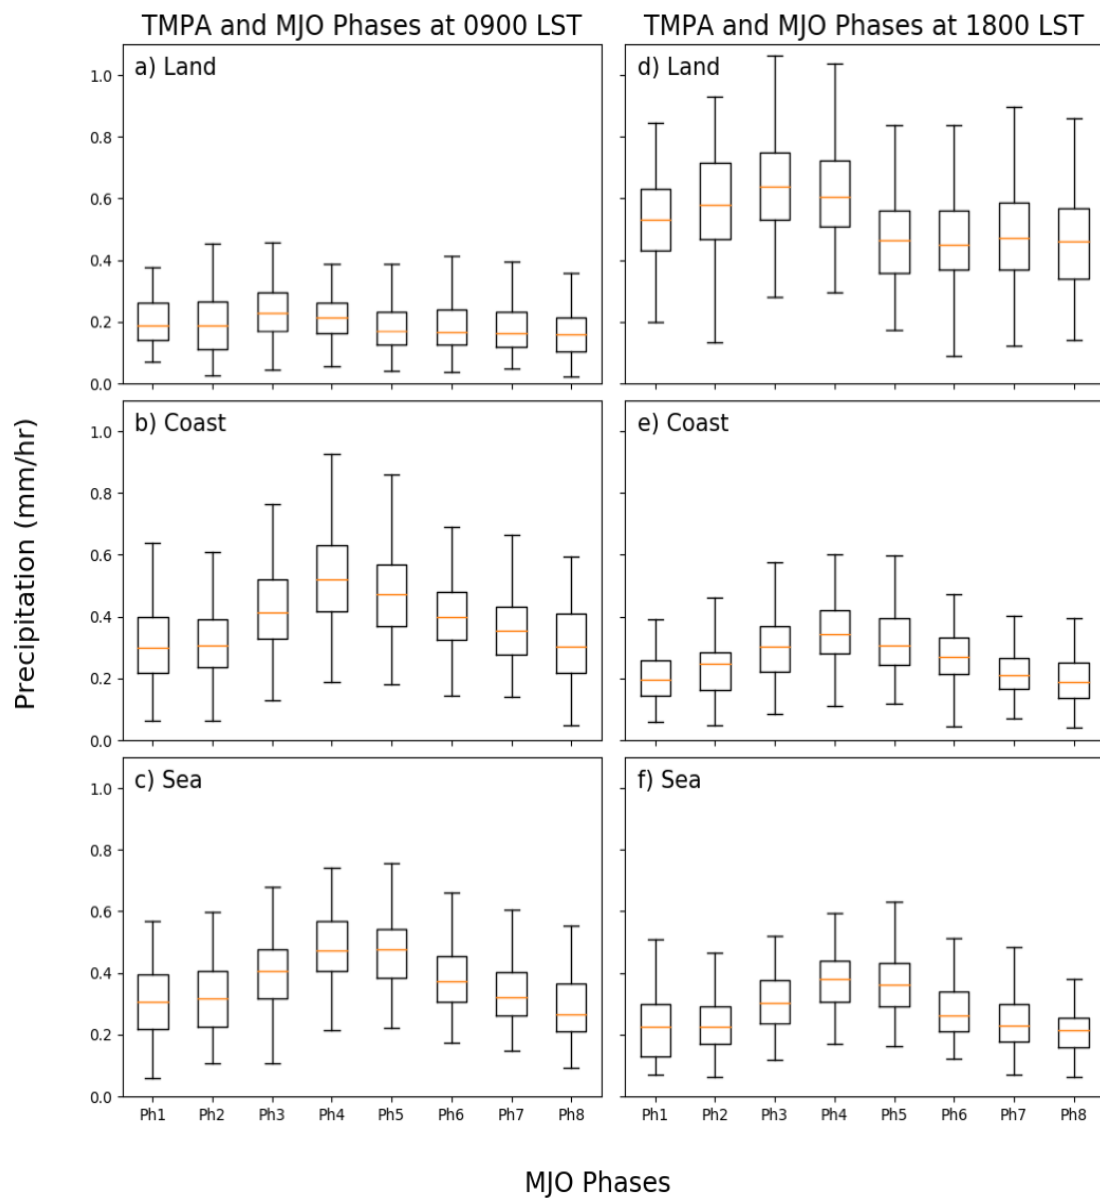 TMPA and MJO Phases at 0900 LST
TMPA and MJO Phases at 1800 LST
Precipitation (mm/hr)
a) Land
1.0
0.8
0.6
0.4
0.2
0.0
d) Land
b) Coast
1.0
0.8
0.6
0.4
0.2
0.0
e) Coast
c) Sea
1.0
0.8
0.6
0.4
0.2
0.0
f) Sea
Ph1 Ph2 Ph3 Ph4 Ph5 Ph6 Ph7 Ph8
Ph1 Ph2 Ph3 Ph4 Ph5 Ph6 Ph7 Ph8
MJO Phases